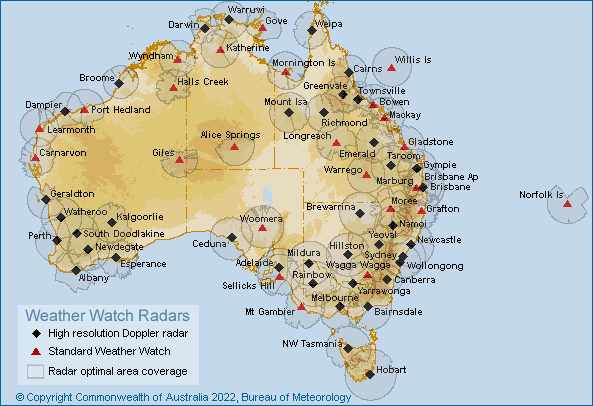 Warruwi
Darwin
Gove
Weipa
Katherine
Wyndham
Willis Is
Mornington Is
Cairns
Halls Creek
Broome
Greenvale
Townsville
Dampier
Port Hedland
Mount Isa
Bowen
Richmond
Mackay
Learmonth
Alice Springs
Longreach
Gladstone
Emerald
Carnarvon
Giles
Taroom
Gympie
Warrego
Brisbane Ap
Marburg
Brisbane
Geraldton
Norfolk Is
Moree
Brewarrina
Grafton
Watheroo
Kalgoorlie
Woomera
Namoi
South Doodlakine
Yeoval
Perth
Ceduna
Hillston
Newcastle
Newdegate
Mildura
Sydney
Esperance
Adelaide
Wagga Wagga
Wollongong
Albany
Rainbow
Canberra
Sellicks Hill
Yarrawonga
Melbourne
Mt Gambier
Bairnsdale
Weather Watch Radars
High resolution Doppler radar
NW Tasmania
Standard Weather Watch
Radar optimal area coverage
Hobart
© Copyright Commonwealth of Australia 2022, Bureau of Meteorology